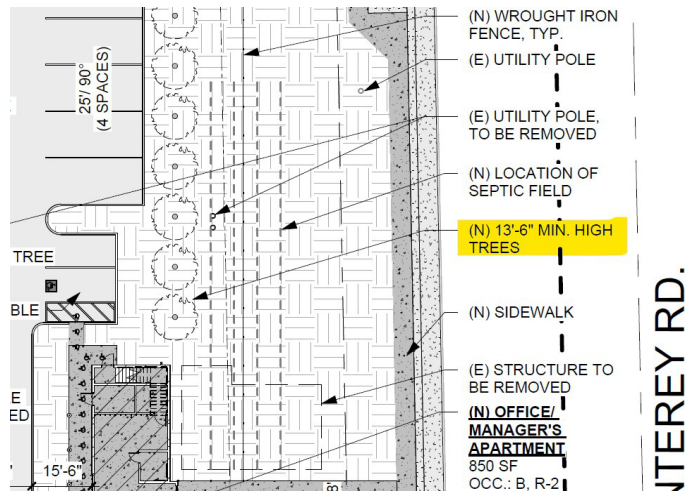 (N) WROUGHT IRON
FENCE, TYP.
(E) UTILITY POLE
(E) UTILITY POLE,
TO BE REMOVED
(N) LOCATION OF
SEPTIC FIELD
(N) 13'-6" MIN. HIGH
TREES
(N) SIDEWALK
(E) STRUCTURE TO
BE REMOVED
(N) OFFICE/
MANAGER'S
APARTMENT
850 SF
OCC.: B, R-2
25'/ 90°
(4 SPACES)
TREE
BLE
E
ED
15'-6"
8'
NTEREY RD.